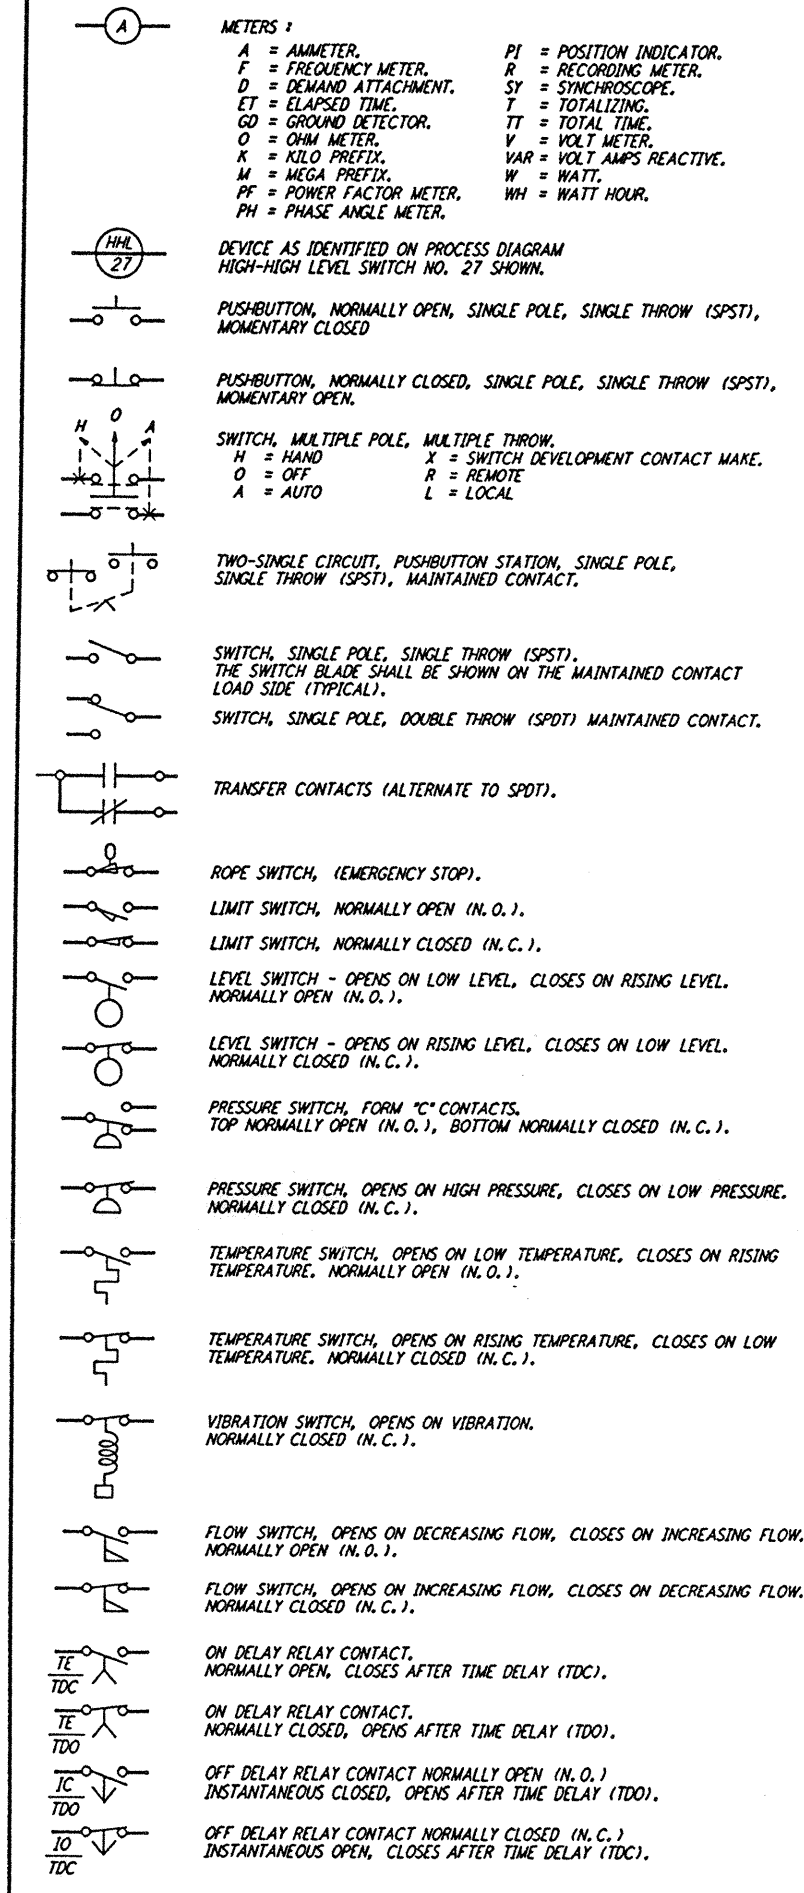 A
METERS :
A = AMMETER.
F = FREQUENCY METER.
D = DEMAND ATTACHMENT.
ET = ELAPSED TIME.
GD = GROUND DETECTOR.
O = OHM METER.
K = KILO PREFIX.
M = MEGA PREFIX.
PF = POWER FACTOR METER.
PH = PHASE ANGLE METER.
PI = POSITION INDICATOR.
R = RECORDING METER.
SY = SYNCHROSCOPE.
T = TOTALIZING.
TT = TOTAL TIME.
V = VOLT METER.
VAR = VOLT AMPS REACTIVE.
W = WATT.
WH = WATT HOUR.
HHL
27
DEVICE AS IDENTIFIED ON PROCESS DIAGRAM
HIGH-HIGH LEVEL SWITCH NO. 27 SHOWN.
PUSHBUTTON, NORMALLY OPEN, SINGLE POLE, SINGLE THROW (SPST),
MOMENTARY CLOSED
PUSHBUTTON, NORMALLY CLOSED, SINGLE POLE, SINGLE THROW (SPST),
MOMENTARY OPEN.
H O A
SWITCH, MULTIPLE POLE, MULTIPLE THROW.
H = HAND X = SWITCH DEVELOPMENT CONTACT MAKE.
O = OFF R = REMOTE
A = AUTO L = LOCAL
TWO-SINGLE CIRCUIT, PUSHBUTTON STATION, SINGLE POLE,
SINGLE THROW (SPST), MAINTAINED CONTACT.
SWITCH, SINGLE POLE, SINGLE THROW (SPST).
THE SWITCH BLADE SHALL BE SHOWN ON THE MAINTAINED CONTACT
LOAD SIDE (TYPICAL).
SWITCH, SINGLE POLE, DOUBLE THROW (SPDT) MAINTAINED CONTACT.
TRANSFER CONTACTS (ALTERNATE TO SPDT).
ROPE SWITCH, (EMERGENCY STOP).
LIMIT SWITCH, NORMALLY OPEN (N.O.).
LIMIT SWITCH, NORMALLY CLOSED (N.C.).
LEVEL SWITCH - OPENS ON LOW LEVEL, CLOSES ON RISING LEVEL.
NORMALLY OPEN (N.O.).
LEVEL SWITCH - OPENS ON RISING LEVEL, CLOSES ON LOW LEVEL.
NORMALLY CLOSED (N.C.).
PRESSURE SWITCH, FORM "C" CONTACTS.
TOP NORMALLY OPEN (N.O.), BOTTOM NORMALLY CLOSED (N.C.).
PRESSURE SWITCH, OPENS ON HIGH PRESSURE, CLOSES ON LOW PRESSURE.
NORMALLY CLOSED (N.C.).
TEMPERATURE SWITCH, OPENS ON LOW TEMPERATURE, CLOSES ON RISING
TEMPERATURE. NORMALLY OPEN (N.O.).
TEMPERATURE SWITCH, OPENS ON RISING TEMPERATURE, CLOSES ON LOW
TEMPERATURE. NORMALLY CLOSED (N.C.).
VIBRATION SWITCH, OPENS ON VIBRATION.
NORMALLY CLOSED (N.C.).
FLOW SWITCH, OPENS ON DECREASING FLOW, CLOSES ON INCREASING FLOW.
NORMALLY OPEN (N.O.).
FLOW SWITCH, OPENS ON INCREASING FLOW, CLOSES ON DECREASING FLOW.
NORMALLY CLOSED (N.C.).
TE
TDC
ON DELAY RELAY CONTACT.
NORMALLY OPEN, CLOSES AFTER TIME DELAY (TDC).
TE
TDO
ON DELAY RELAY CONTACT.
NORMALLY CLOSED, OPENS AFTER TIME DELAY (TDO).
IC
TDO
OFF DELAY RELAY CONTACT NORMALLY OPEN (N.O.)
INSTANTANEOUS CLOSED, OPENS AFTER TIME DELAY (TDO).
IO
TDC
OFF DELAY RELAY CONTACT NORMALLY CLOSED (N.C.)
INSTANTANEOUS OPEN, CLOSES AFTER TIME DELAY (TDC).